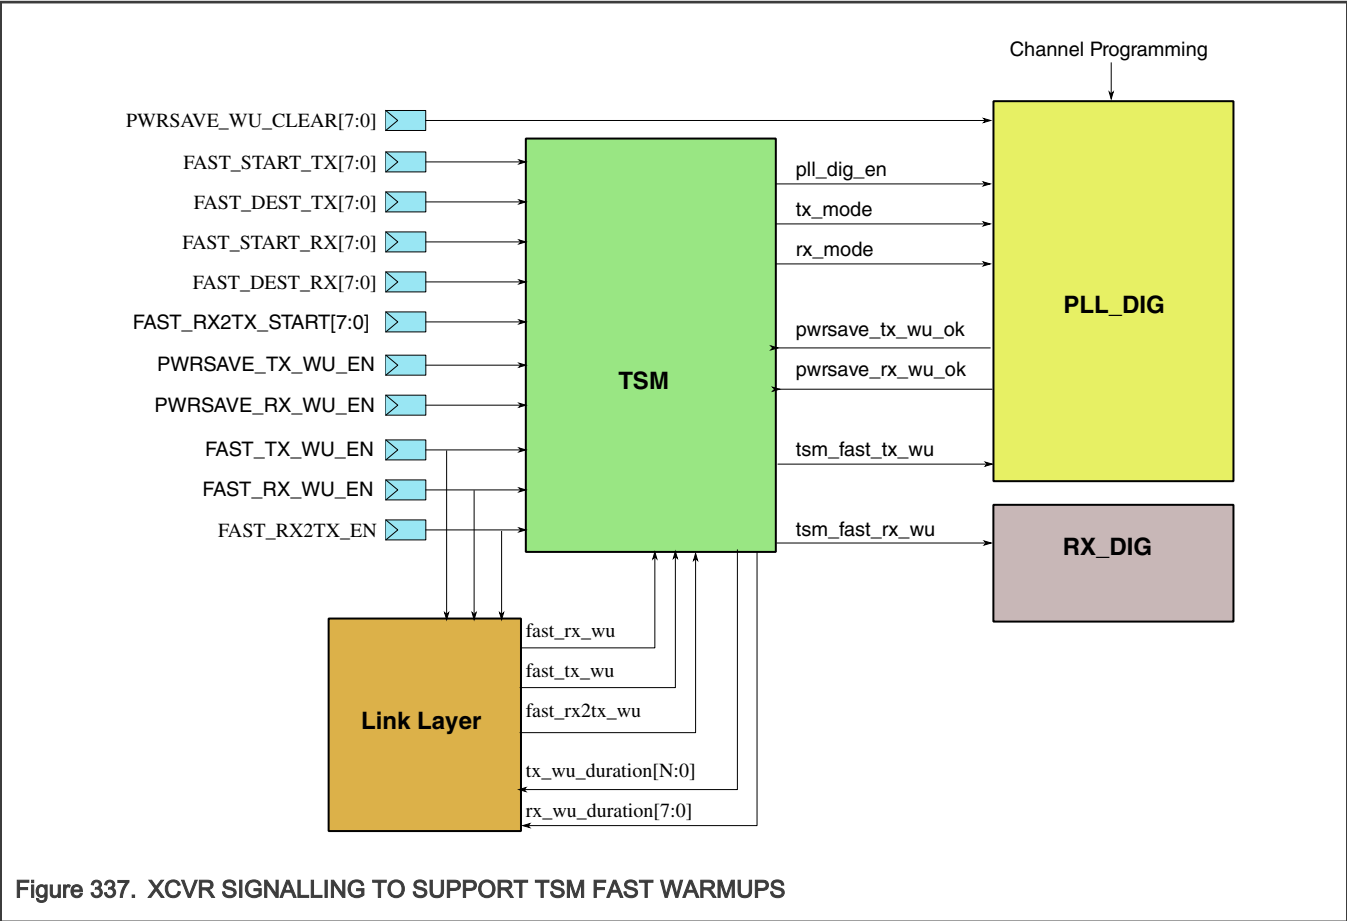 Channel Programming
PWRSAVE_WU_CLEAR[7:0]
FAST_START_TX[7:0]
FAST_DEST_TX[7:0]
FAST_START_RX[7:0]
FAST_DEST_RX[7:0]
FAST_RX2TX_START[7:0]
PWRSAVE_TX_WU_EN
PWRSAVE_RX_WU_EN
FAST_TX_WU_EN
FAST_RX_WU_EN
FAST_RX2TX_EN
TSM
pll_dig_en
tx_mode
rx_mode
pwrsave_tx_wu_ok
pwrsave_rx_wu_ok
tsm_fast_tx_wu
tsm_fast_rx_wu
PLL_DIG
RX_DIG
Link Layer
fast_rx_wu
fast_tx_wu
fast_rx2tx_wu
tx_wu_duration[N:0]
rx_wu_duration[7:0]
Figure 337. XCVR SIGNALLING TO SUPPORT TSM FAST WARMUPS